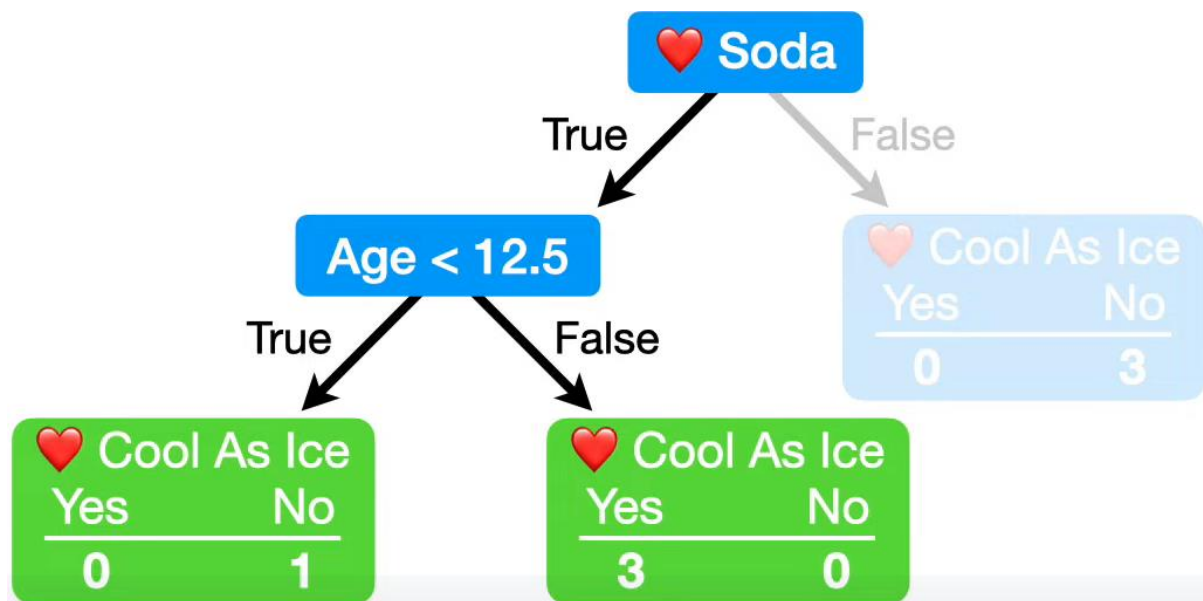 ❤️ Soda
True
False
Age < 12.5
❤️ Cool As Ice
Yes No
0 3
True
False
❤️ Cool As Ice
Yes No
0 1
❤️ Cool As Ice
Yes No
3 0